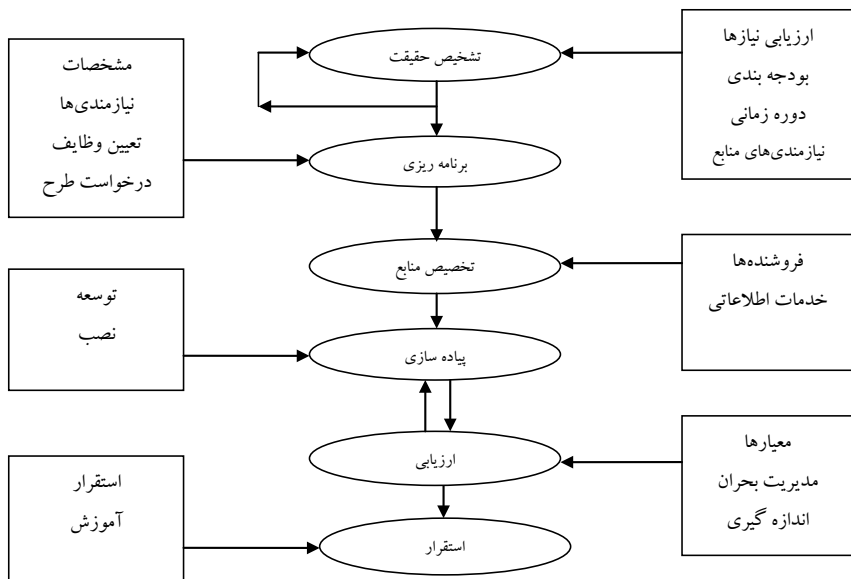 تشخیص حقیقت
ارزیابی نیازها
بودجه بندی
دوره زمانی
نیازمندی‌های منابع
مشخصات
نیازمندی‌ها
تعیین وظایف
درخواست طرح
برنامه ریزی
تخصیص منابع
فروشنده‌ها
خدمات اطلاعاتی
توسعه
نصب
پیاده سازی
ارزیابی
معیارها
مدیریت بحران
اندازه گیری
استقرار
آموزش
استقرار